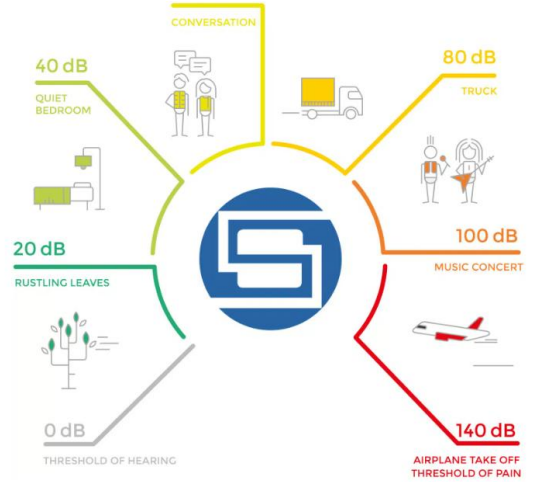 CONVERSATION
40 dB
QUIET
BEDROOM
80 dB
TRUCK
20 dB
RUSTLING LEAVES
100 dB
MUSIC CONCERT
0 dB
THRESHOLD OF HEARING
140 dB
AIRPLANE TAKE OFF
THRESHOLD OF PAIN